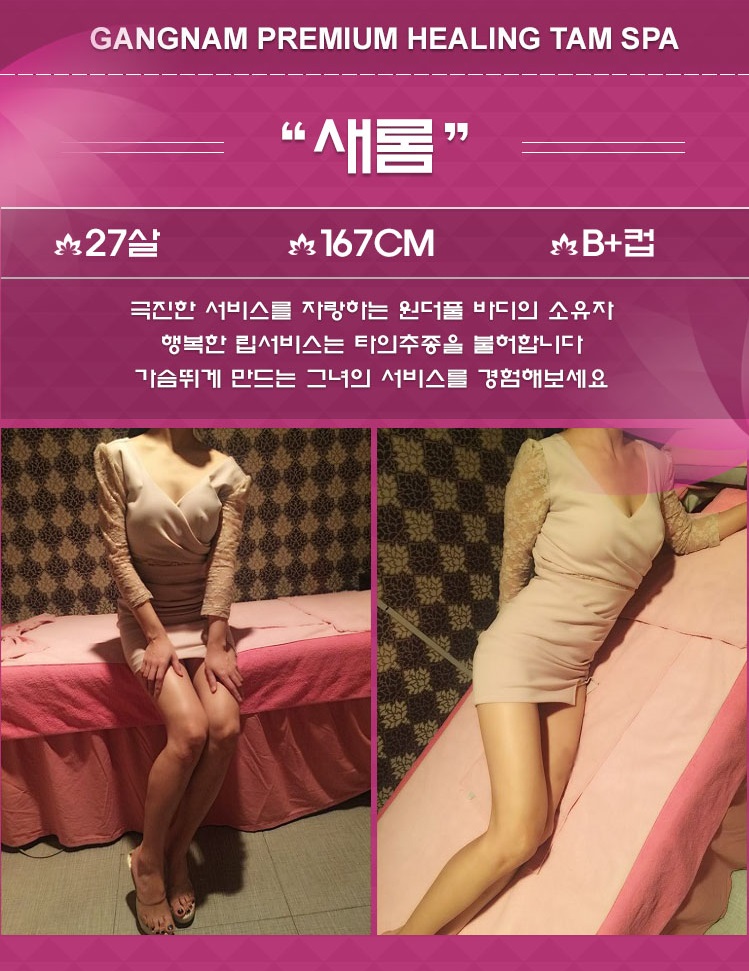 GANGNAM PREMIUM HEALING TAM SPA
“새롬”
27살 167CM B+컵
극진한 서비스를 자랑하는 원더풀 바디의 소유자
행복한 립서비스는 타의추종을 불허합니다
가슴뛰게 만드는 그녀의 서비스를 경험해보세요